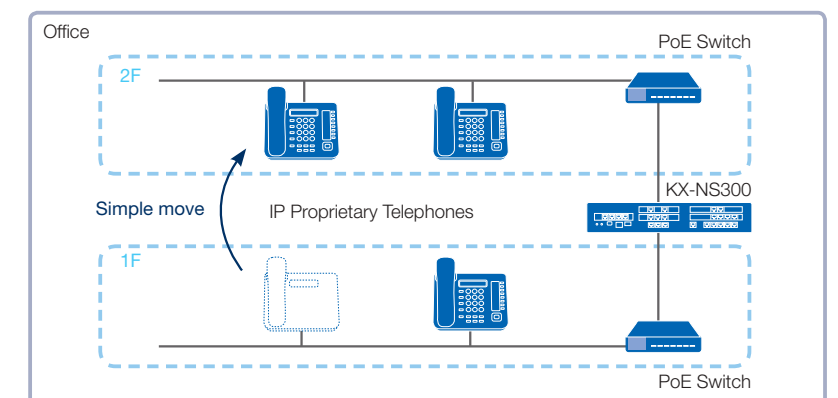 Office
PoE Switch
2F
KX-NS300
Simple move
IP Proprietary Telephones
1F
PoE Switch